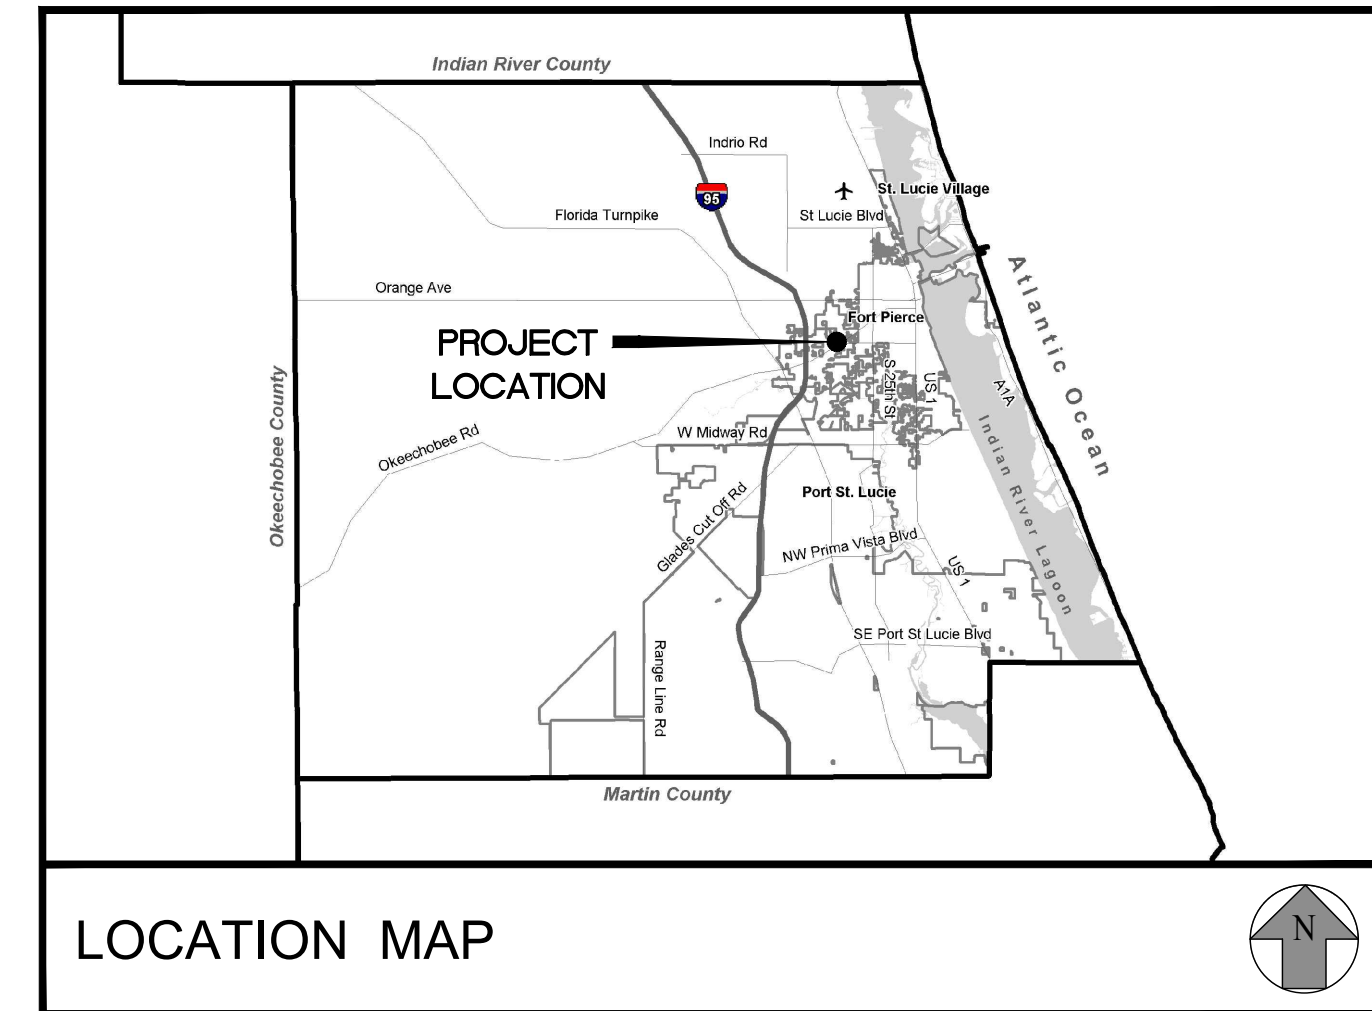 Indian River County
Indrio Rd
95
St. Lucie Village
Florida Turnpike
St Lucie Blvd
Orange Ave
Atlantic Ocean
Fort Pierce
PROJECT
LOCATION
S 25th St
US 1
A1A
Okeechobee County
W Midway Rd
Okeechobee Rd
Indian River Lagoon
Port St. Lucie
Glades Cut Off Rd
NW Prima Vista Blvd
US 1
SE Port St Lucie Blvd
Range Line Rd
Martin County
LOCATION MAP
N